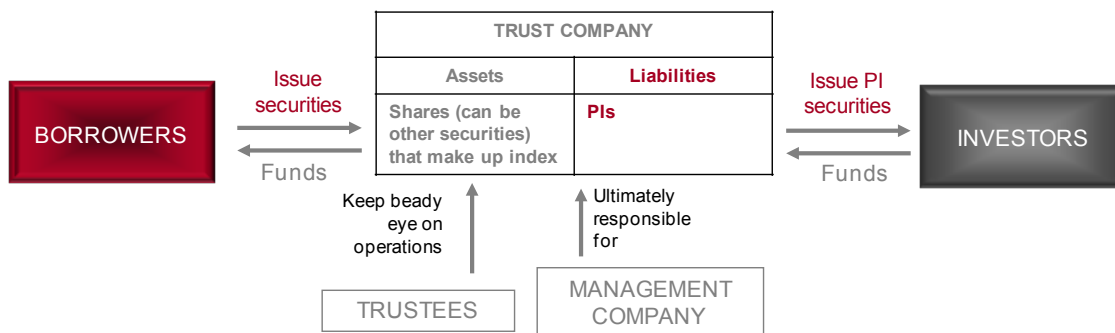 TRUST COMPANY
Assets
Liabilities
Shares (can be
other securities)
that make up index
PIs
BORROWERS
Issue
securities
Funds
Issue PI
securities
Funds
INVESTORS
Keep beady
eye on
operations
Ultimately
responsible
for
TRUSTEES
MANAGEMENT
COMPANY